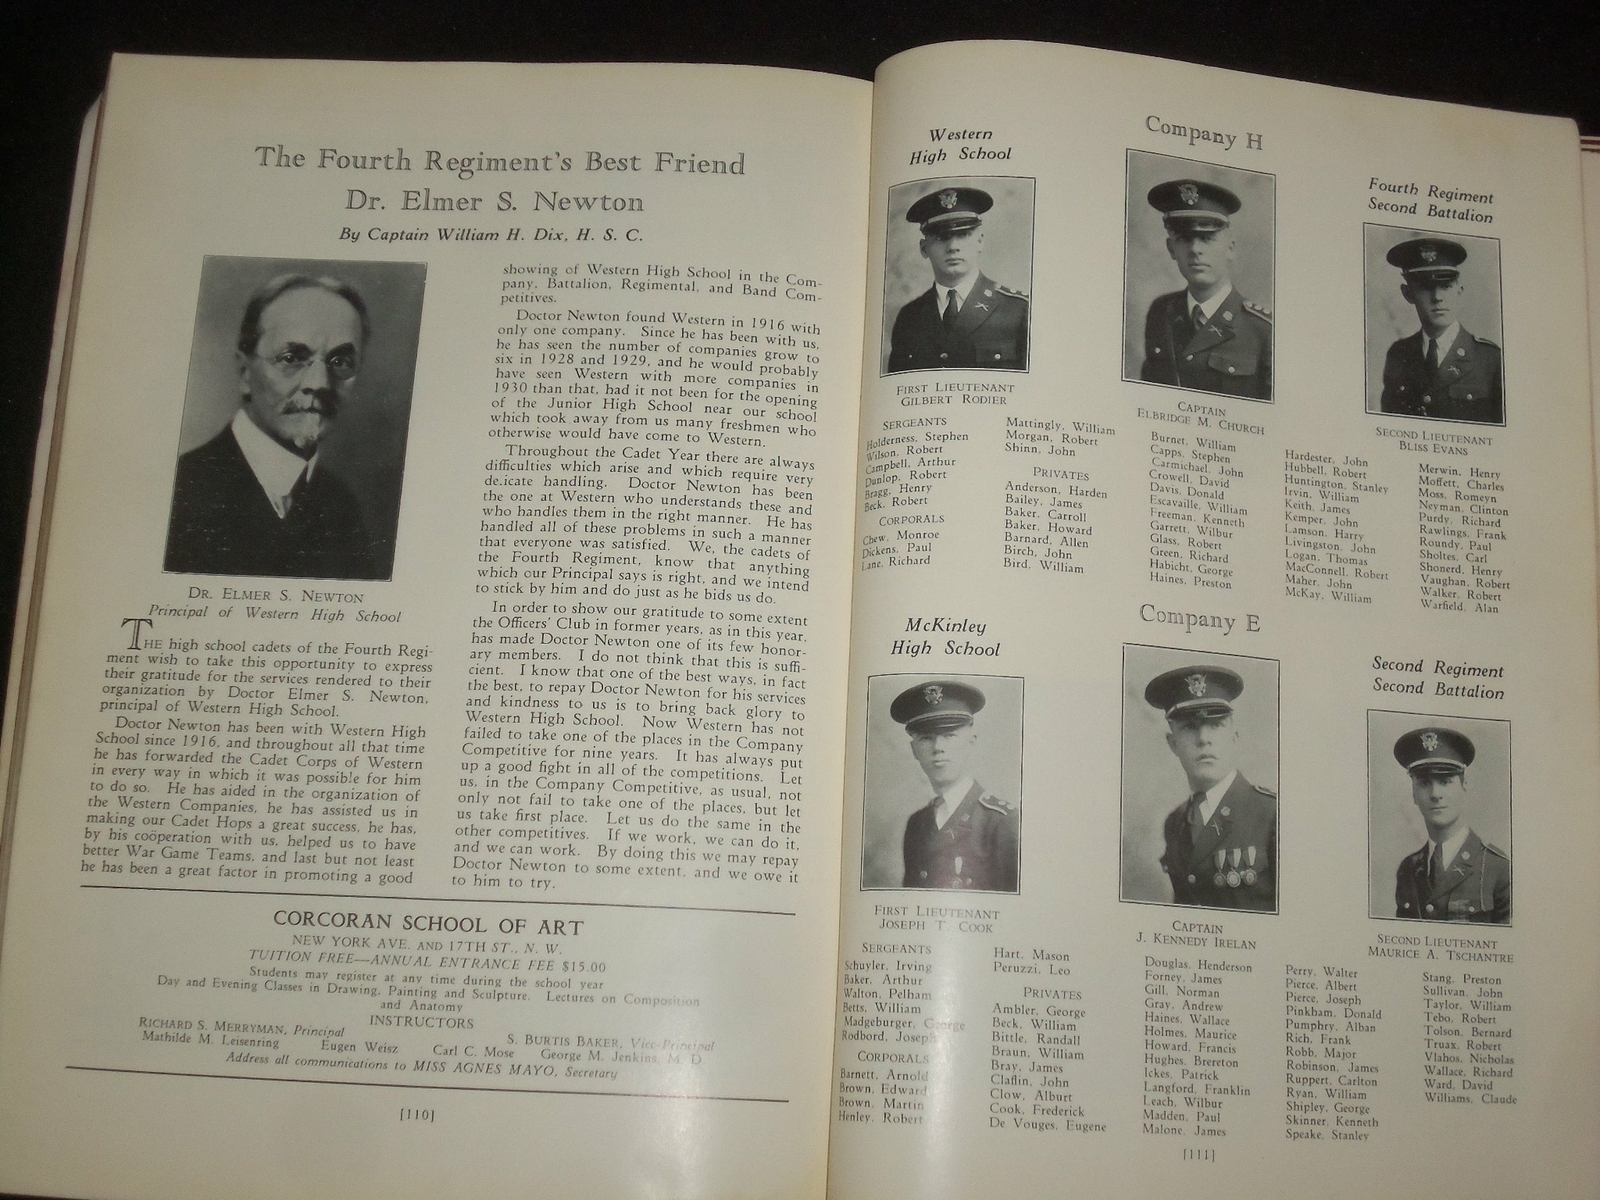 The Fourth Regiment's Best Friend
Dr. Elmer S. Newton
By Captain William H. Dix, H. S. C.
DR. ELMER S. NEWTON
Principal of Western High School
THE high school cadets of the Fourth Regi-
ment wish to take this opportunity to express
their gratitude for the services rendered to their
organization by Doctor Elmer S. Newton,
principal of Western High School.
Doctor Newton has been with Western High
School since 1916, and throughout all that time
he has forwarded the Cadet Corps of Western
in every way in which it was possible for him
to do so. He has aided in the organization of
the Western Companies, he has assisted us in
making our Cadet Hops a great success, he has,
by his coöperation with us, helped us to have
better War Game Teams, and last but not least
he has been a great factor in promoting a good
showing of Western High School in the Com-
pany, Battalion, Regimental, and Band Com-
petitives.
Doctor Newton found Western in 1916 with
only one company. Since he has been with us,
he has seen the number of companies grow to
six in 1928 and 1929, and he would probably
have seen Western with more companies in
1930 than that, had it not been for the opening
of the Junior High School near our school
which took away from us many freshmen who
otherwise would have come to Western.
Throughout the Cadet Year there are always
difficulties which arise and which require very
de.icate handling. Doctor Newton has been
the one at Western who understands these and
who handles them in the right manner. He has
handled all of these problems in such a manner
that everyone was satisfied. We, the cadets of
the Fourth Regiment, know that anything
which our Principal says is right, and we intend
to stick by him and do just as he bids us do.
In order to show our gratitude to some extent
the Officers' Club in former years, as in this year,
has made Doctor Newton one of its few honor-
ary members. I do not think that this is suffi-
cient. I know that one of the best ways, in fact
the best, to repay Doctor Newton for his services
and kindness to us is to bring back glory to
Western High School. Now Western has not
failed to take one of the places in the Company
Competitive for nine years. It has always put
up a good fight in all of the competitions. Let
us, in the Company Competitive, as usual, not
only not fail to take one of the places, but let
us take first place. Let us do the same in the
other competitives. If we work, we can do it,
and we can work. By doing this we may repay
Doctor Newton to some extent, and we owe it
to him to try.
CORCORAN SCHOOL OF ART
NEW YORK AVE. AND 17TH ST., N. W.
TUITION FREE—ANNUAL ENTRANCE FEE $15.00
Students may register at any time during the school year
Day and Evening Classes in Drawing, Painting and Sculpture. Lectures on Composition
and Anatomy
INSTRUCTORS
RICHARD S. MERRYMAN, Principal S. BURTIS BAKER, Vice-Principal
Mathilde M. Leisenring Eugen Weisz Carl C. Mose George M. Jenkins, M. D.
Address all communications to MISS AGNES MAYO, Secretary
[110]
Western
High School
Company H
Fourth Regiment
Second Battalion
FIRST LIEUTENANT
GILBERT RODIER
CAPTAIN
ELBRIDGE M. CHURCH
SECOND LIEUTENANT
BLISS EVANS
SERGEANTS
Holderness, Stephen
Wilson, Robert
Campbell, Arthur
Dunlop, Robert
Bragg, Henry
Beck, Robert
CORPORALS
Chew, Monroe
Dickens, Paul
Lane, Richard
Mattingly, William
Morgan, Robert
Shinn, John
PRIVATES
Anderson, Harden
Bailey, James
Baker, Carroll
Baker, Howard
Barnard, Allen
Birch, John
Bird, William
Burnet, William
Capps, Stephen
Carmichael, John
Crowell, David
Davis, Donald
Escavaille, William
Freeman, Kenneth
Garrett, Wilbur
Glass, Robert
Green, Richard
Habicht, George
Haines, Preston
Hardester, John
Hubbell, Robert
Huntington, Stanley
Irvin, William
Keith, James
Kemper, John
Lamson, Harry
Livingston, John
Logan, Thomas
MacConnell, Robert
Maher, John
McKay, William
Merwin, Henry
Moffett, Charles
Moss, Romeyn
Neyman, Clinton
Purdy, Richard
Rawlings, Frank
Roundy, Paul
Sholtes, Carl
Shonerd, Henry
Vaughan, Robert
Walker, Robert
Warfield, Alan
McKinley
High School
Company E
Second Regiment
Second Battalion
FIRST LIEUTENANT
JOSEPH T. COOK
CAPTAIN
J. KENNEDY IRELAN
SECOND LIEUTENANT
MAURICE A. TSCHANTRE
SERGEANTS
Schuyler, Irving
Baker, Arthur
Walton, Pelham
Betts, William
Madgeburger, George
Rodbord, Joseph
CORPORALS
Barnett, Arnold
Brown, Edward
Brown, Martin
Henley, Robert
Hart, Mason
Peruzzi, Leo
PRIVATES
Ambler, George
Beck, William
Bittle, Randall
Braun, William
Bray, James
Claflin, John
Clow, Alburt
Cook, Frederick
De Vouges, Eugene
Douglas, Henderson
Forney, James
Gill, Norman
Gray, Andrew
Haines, Wallace
Holmes, Maurice
Howard, Francis
Hughes, Brereton
Ickes, Patrick
Langford, Franklin
Leach, Wilbur
Madden, Paul
Malone, James
Perry, Walter
Pierce, Albert
Pierce, Joseph
Pinkham, Donald
Pumphry, Alban
Rich, Frank
Robb, Major
Robinson, James
Ruppert, Carlton
Ryan, William
Shipley, George
Skinner, Kenneth
Speake, Stanley
Stang, Preston
Sullivan, John
Taylor, William
Tebo, Robert
Tolson, Bernard
Truax, Robert
Vlahos, Nicholas
Wallace, Richard
Ward, David
Williams, Claude
[111]